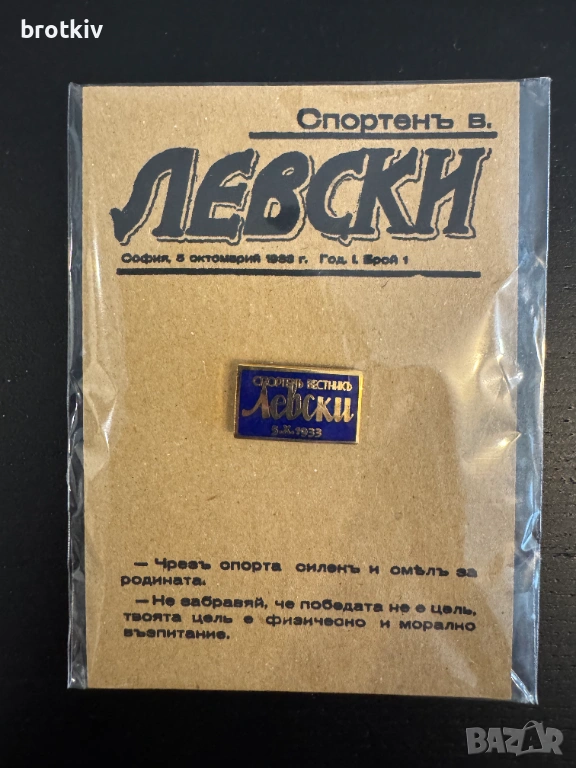 brotkiv
Спортенъ в.
ЛЕВСКИ
София, 5 октомврий 1933 г. Год. I. Брой 1
СПОРТЕНЪ ВЕСТНИКЪ
Левски
5.X.1933
— Чрезъ спорта силенъ и смѣлъ за
родината.
— Не забравяй, че победата не е цель,
твоята цель е физическо и морално
възпитание.
BAZAR